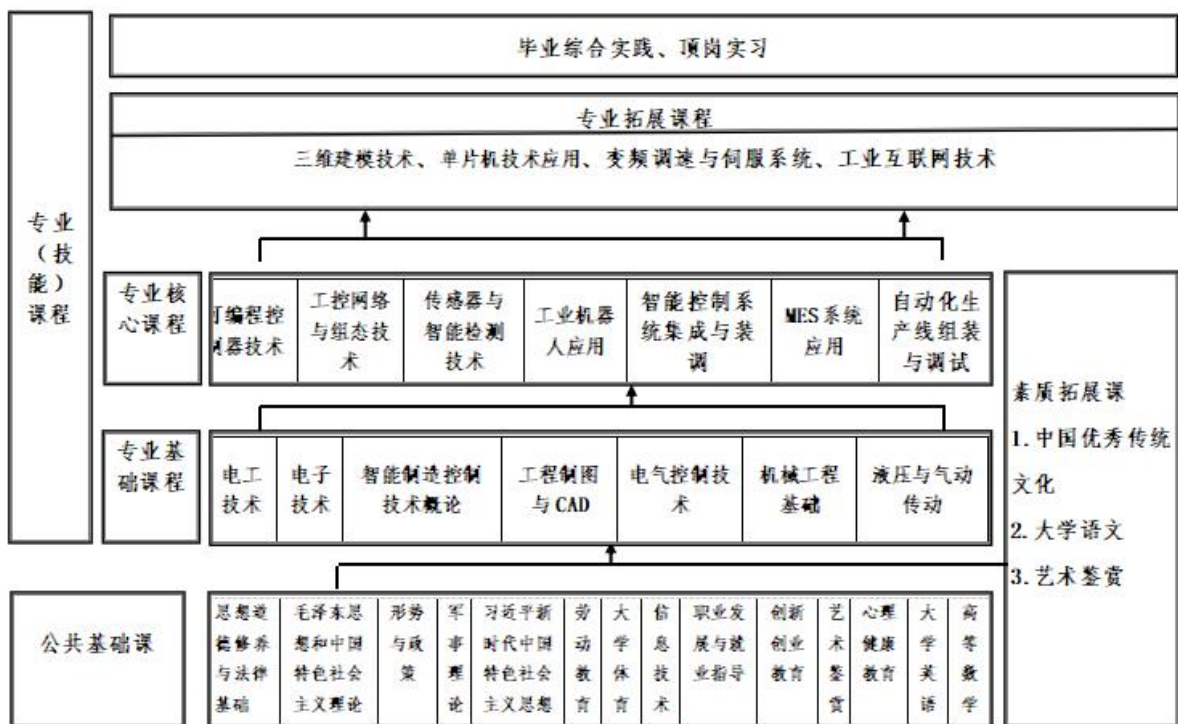 毕业综合实践、顶岗实习
专业拓展课程
三维建模技术、单片机技术应用、变频调速与伺服系统、工业互联网技术
专业
（技
能）
课程
专业核
心课程
可编程控
制器技术
工控网络
与组态技
术
传感器与
智能检测
技术
工业机器
人应用
智能控制系
统集成与装
调
MES系统
应用
自动化生
产线组装
与调试
专业基
础课程
电工
技术
电子
技术
智能制造控制
技术概论
工程制图
与CAD
电气控制技
术
机械工程
基础
液压与气动
传动
素质拓展课
1.中国优秀传统
文化
2.大学语文
3.艺术鉴赏
公共基础课
思想道
德修养
与法律
基础
毛泽东思
想和中国
特色社会
主义理论
形势
与政
策
军
事
理
论
习近平新
时代中国
特色社会
主义思想
劳
动
教
育
大
学
体
育
信
息
技
术
职业发
展与就
业指导
创新
创业
教育
艺
术
鉴
赏
心理
健康
教育
大
学
英
语
高
等
数
学